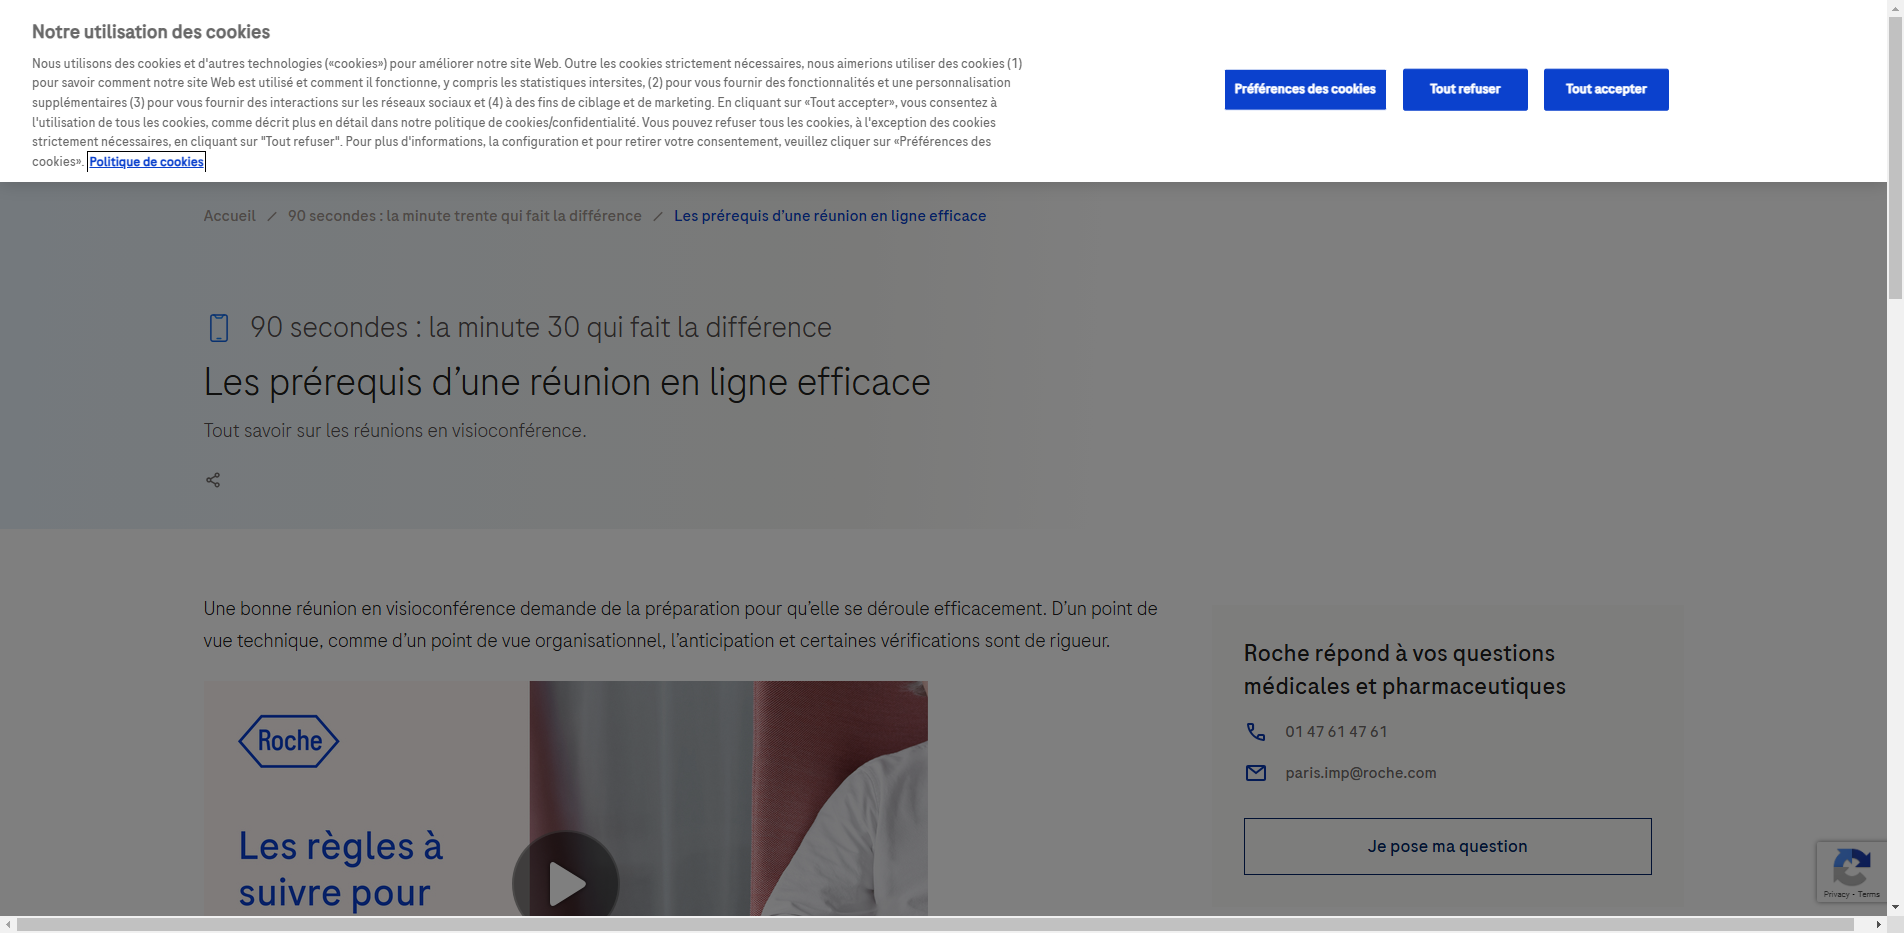 Notre utilisation des cookies
Nous utilisons des cookies et d'autres technologies («cookies») pour améliorer notre site Web. Outre les cookies strictement nécessaires, nous aimerions utiliser des cookies (1)
pour savoir comment notre site Web est utilisé et comment il fonctionne, y compris les statistiques intersites, (2) pour vous fournir des fonctionnalités et une personnalisation
supplémentaires (3) pour vous fournir des interactions sur les réseaux sociaux et (4) à des fins de ciblage et de marketing. En cliquant sur «Tout accepter», vous consentez à
l'utilisation de tous les cookies, comme décrit plus en détail dans notre politique de cookies/confidentialité. Vous pouvez refuser tous les cookies, à l'exception des cookies
strictement nécessaires, en cliquant sur "Tout refuser". Pour plus d'informations, la configuration et pour retirer votre consentement, veuillez cliquer sur «Préférences des
cookies». Politique de cookies
Préférences des cookies
Tout refuser
Tout accepter
Accueil / 90 secondes : la minute trente qui fait la différence / Les prérequis d’une réunion en ligne efficace
90 secondes : la minute 30 qui fait la différence
Les prérequis d’une réunion en ligne efficace
Tout savoir sur les réunions en visioconférence.
Une bonne réunion en visioconférence demande de la préparation pour qu’elle se déroule efficacement. D’un point de
vue technique, comme d’un point de vue organisationnel, l’anticipation et certaines vérifications sont de rigueur.
Roche
Les règles à
suivre pour
Roche répond à vos questions
médicales et pharmaceutiques
01 47 61 47 61
paris.imp@roche.com
Je pose ma question
Privacy - Terms